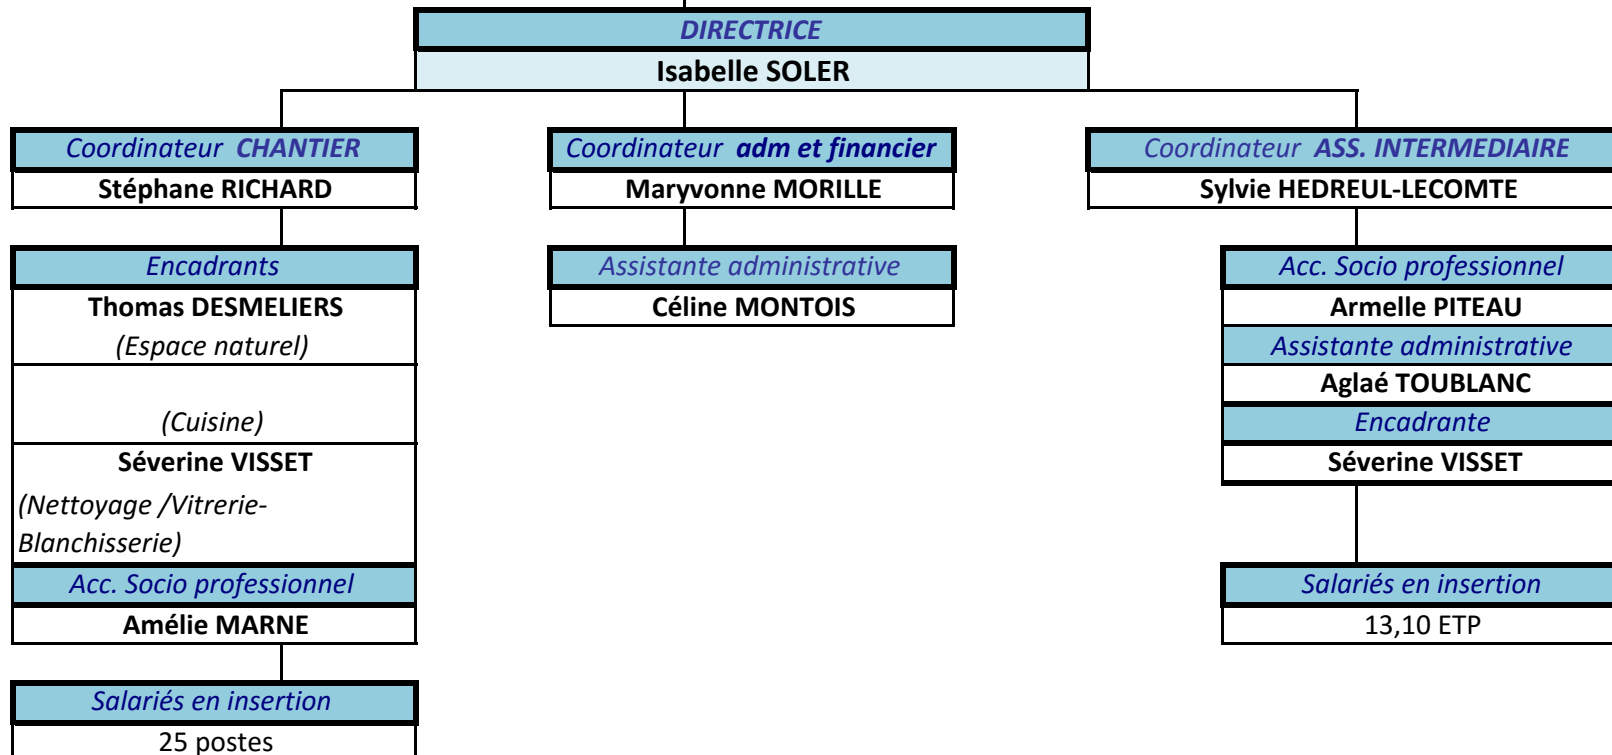 DIRECTRICE
Isabelle SOLER
Coordinateur CHANTIER
Stéphane RICHARD
Encadrants
Thomas DESMELIERS
(Espace naturel)
(Cuisine)
Séverine VISSET
(Nettoyage /Vitrerie-
Blanchisserie)
Acc. Socio professionnel
Amélie MARNE
Salariés en insertion
25 postes
Coordinateur adm et financier
Maryvonne MORILLE
Assistante administrative
Céline MONTOIS
Coordinateur ASS. INTERMEDIAIRE
Sylvie HEDREUL-LECOMTE
Acc. Socio professionnel
Armelle PITEAU
Assistante administrative
Aglaé TOUBLANC
Encadrante
Séverine VISSET
Salariés en insertion
13,10 ETP